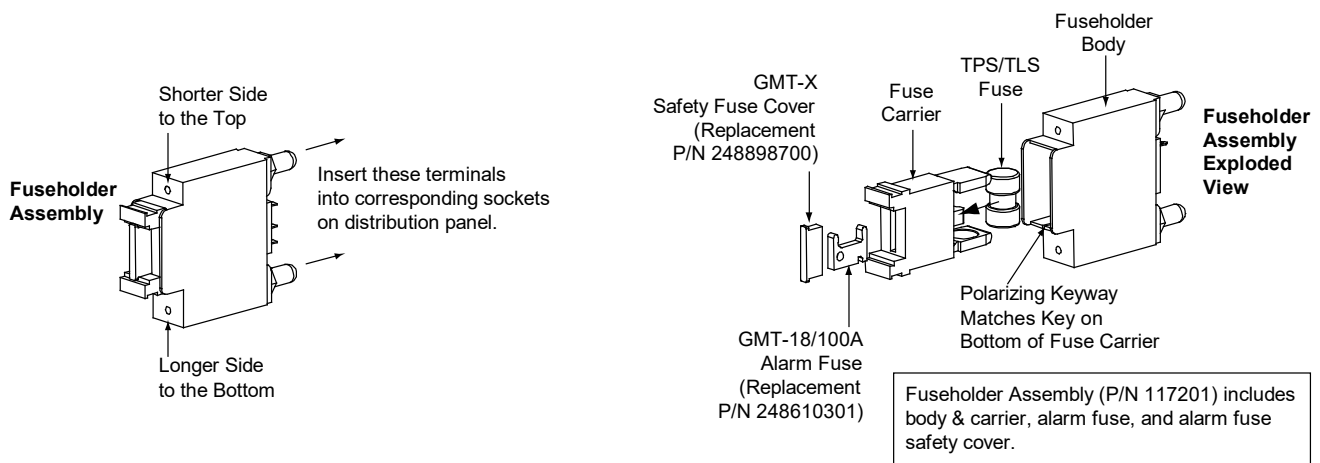 Shorter Side
to the Top
Fuseholder
Assembly
Insert these terminals
into corresponding sockets
on distribution panel.
Longer Side
to the Bottom
Fuseholder
Body
TPS/TLS
Fuse
GMT-X
Safety Fuse Cover
(Replacement
P/N 248898700)
Fuse
Carrier
Fuseholder
Assembly
Exploded
View
Polarizing Keyway
Matches Key on
Bottom of Fuse Carrier
GMT-18/100A
Alarm Fuse
(Replacement
P/N 248610301)
Fuseholder Assembly (P/N 117201) includes
body & carrier, alarm fuse, and alarm fuse
safety cover.